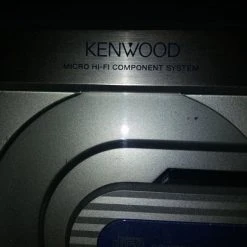 KENWOOD
MICRO HI-FI COMPONENT SYSTEM